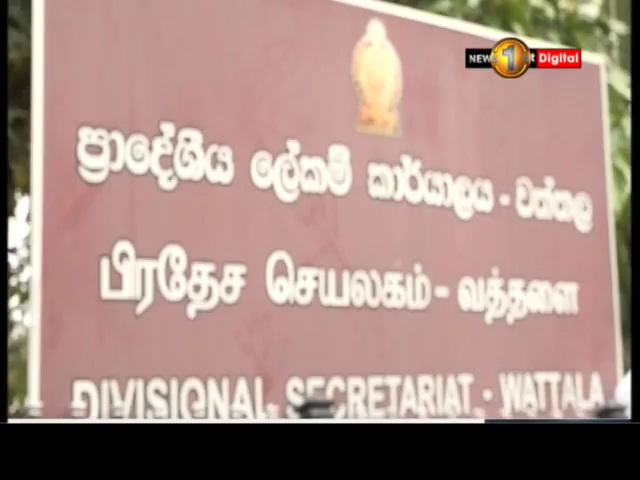 NEWS 1st Digital
ප්‍රාදේශීය ලේකම් කාර්යාලය - වත්තල
பிரதேச செயலகம் - வத்தளை
DIVISIONAL SECRETARIAT - WATTALA